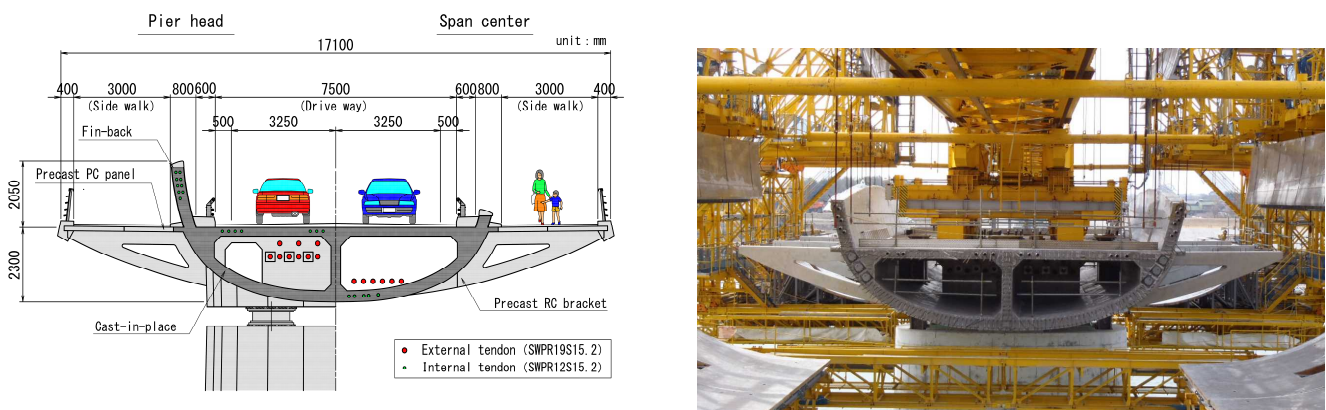 Pier head
Span center
17100
unit : mm
400
3000
800
600
7500
600
800
3000
400
(Side walk)
(Drive way)
(Side walk)
500
3250
3250
500
Fin-back
Precast PC panel
2050
2300
Precast RC bracket
Cast-in-place
External tendon (SWPR19S15.2)
Internal tendon (SWPR12S15.2)